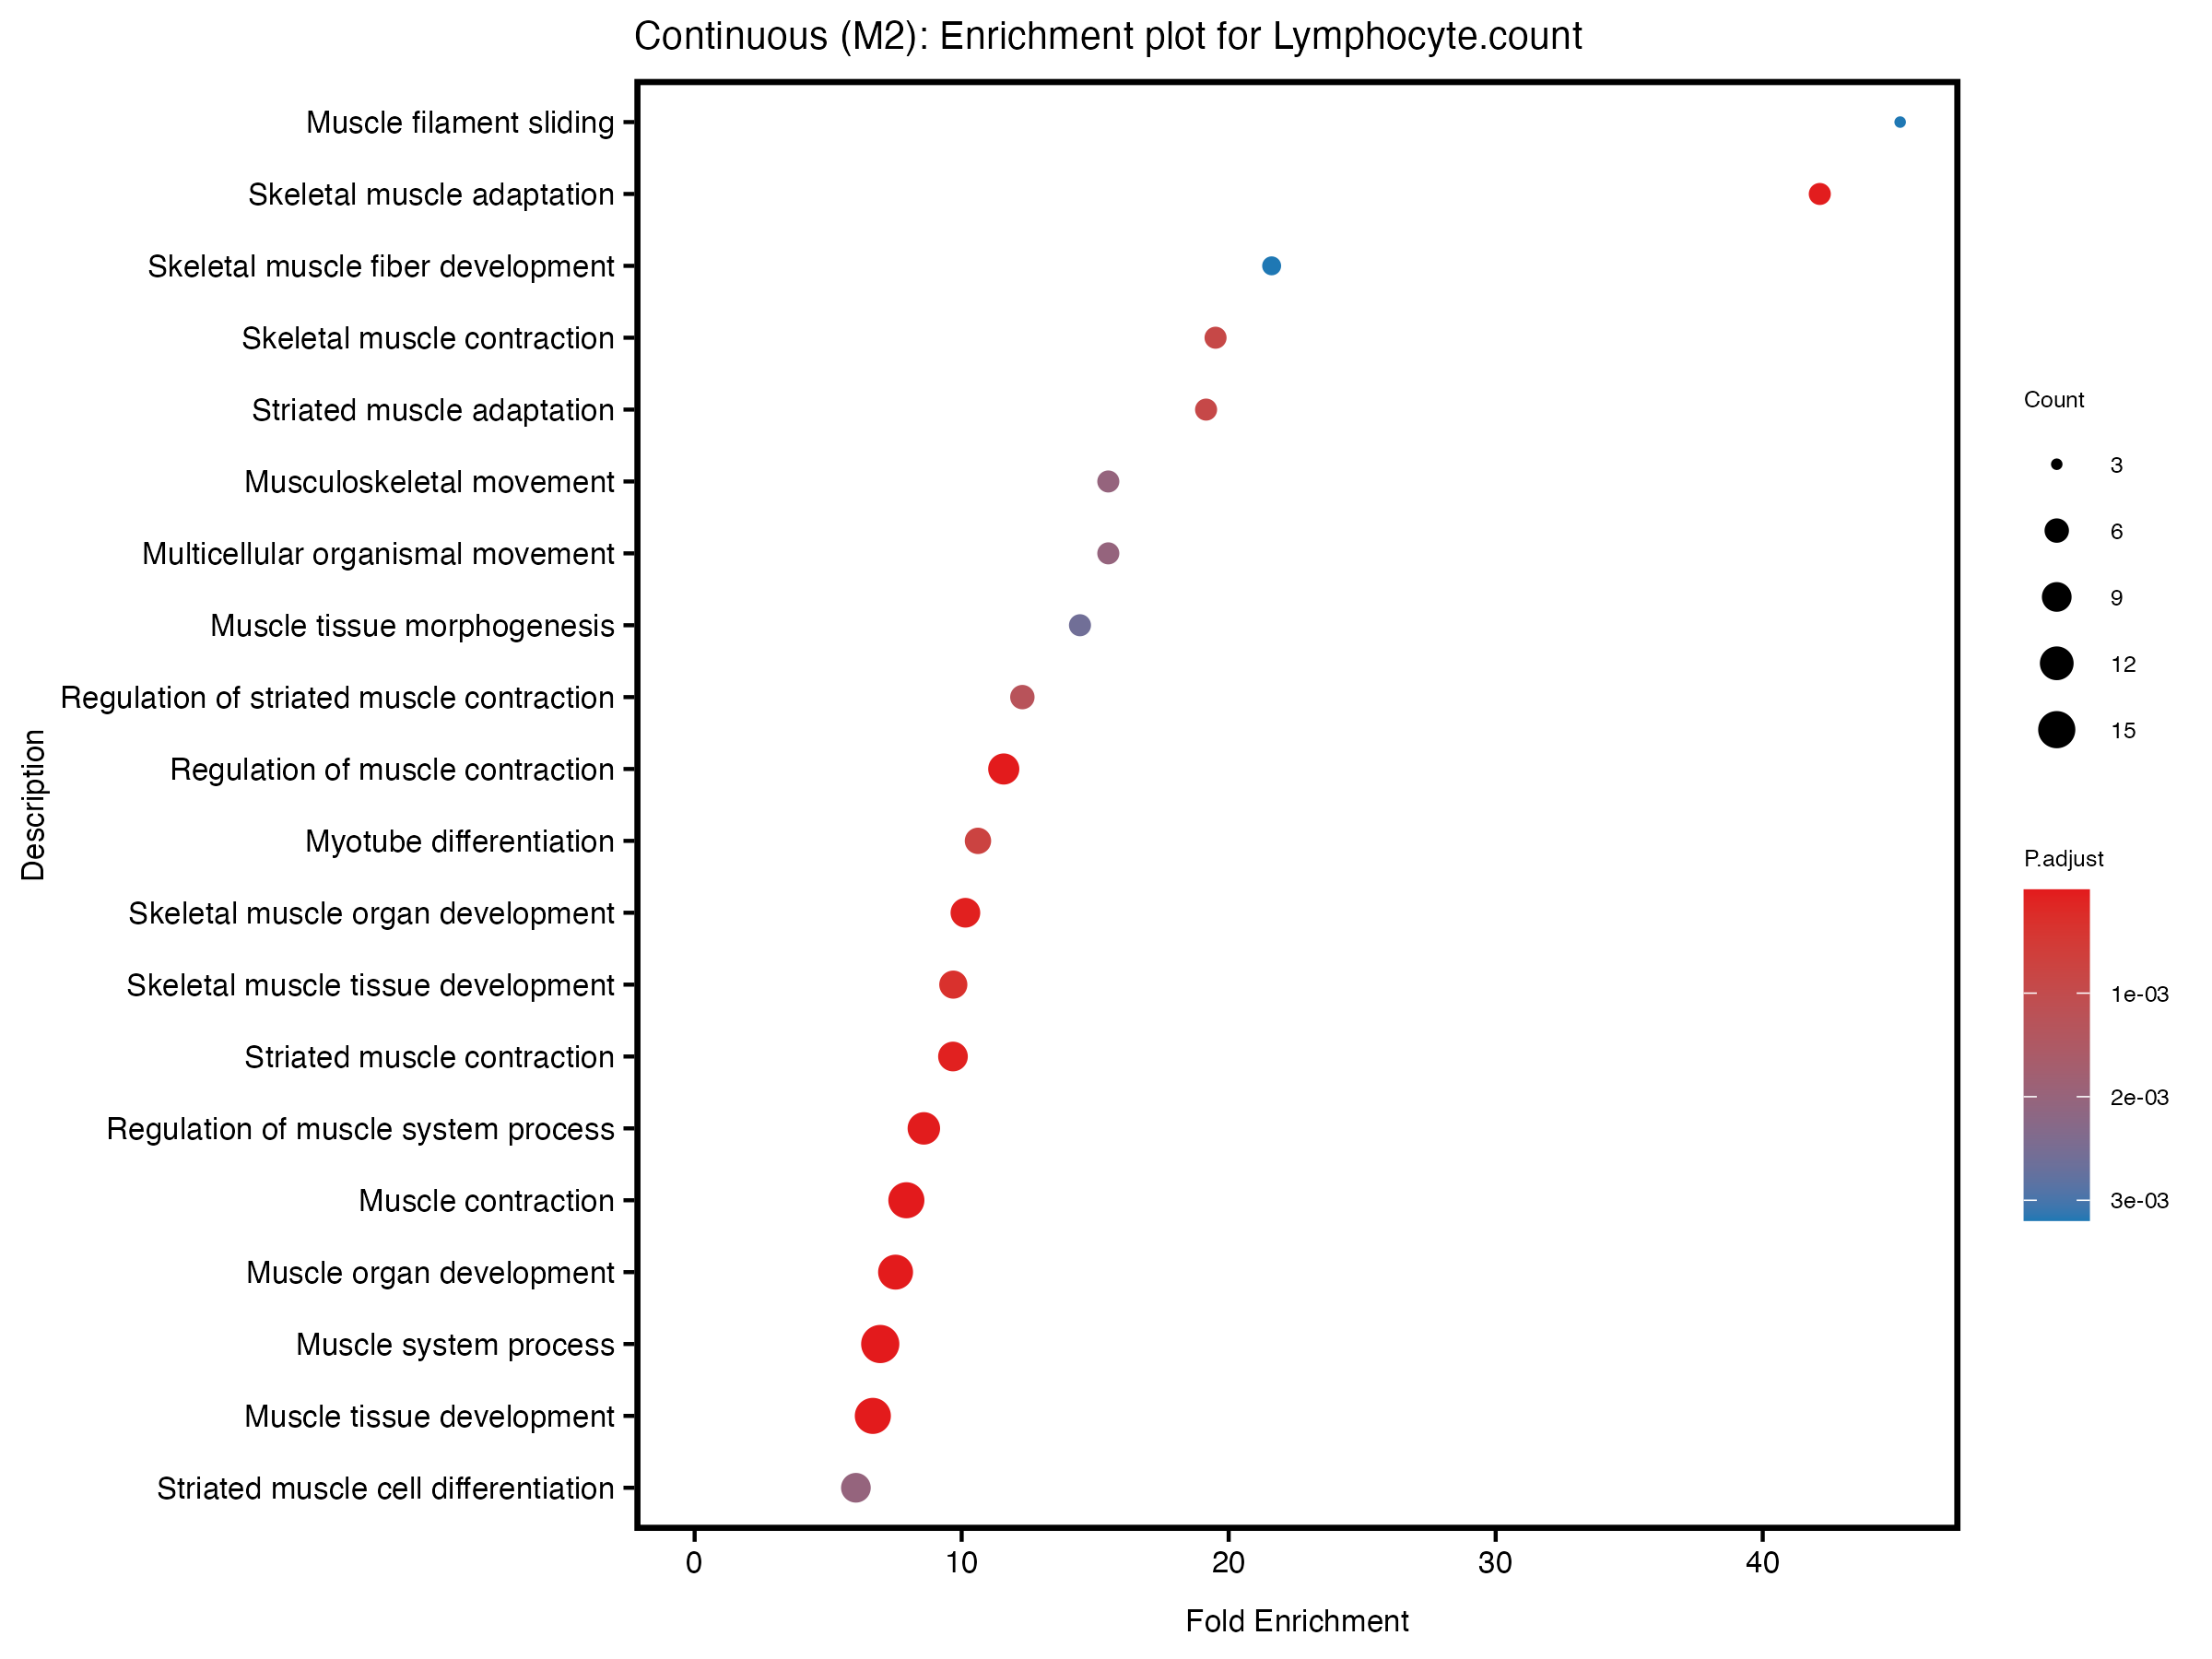 Continuous (M2): Enrichment plot for Lymphocyte.count
Description
Muscle filament sliding
Skeletal muscle adaptation
Skeletal muscle fiber development
Skeletal muscle contraction
Striated muscle adaptation
Musculoskeletal movement
Multicellular organismal movement
Muscle tissue morphogenesis
Regulation of striated muscle contraction
Regulation of muscle contraction
Myotube differentiation
Skeletal muscle organ development
Skeletal muscle tissue development
Striated muscle contraction
Regulation of muscle system process
Muscle contraction
Muscle organ development
Muscle system process
Muscle tissue development
Striated muscle cell differentiation
0 10 20 30 40
Fold Enrichment
Count
3
6
9
12
15
P.adjust
1e-03
2e-03
3e-03